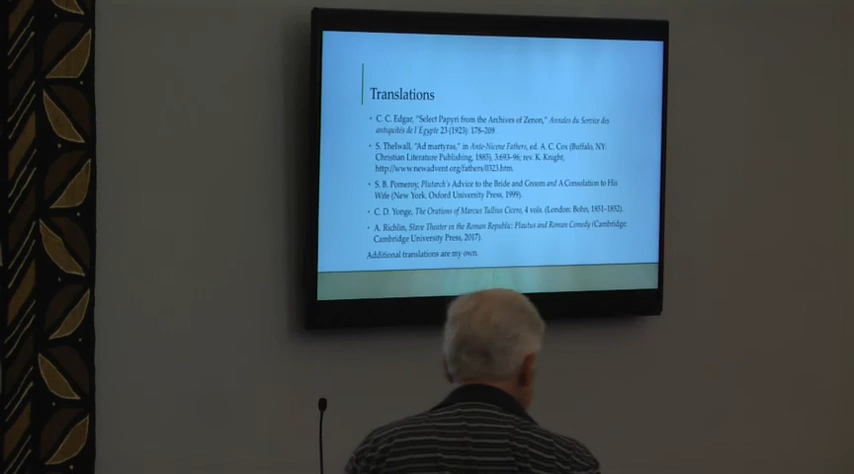 Translations
• C. C. Edgar, "Select Papyri from the Archives of Zenon," Annales du Service des
antiquités de l'Égypte 23 (1923): 178–209
• S. Thelwall, "Ad martyras," in Ante-Nicene Fathers, ed. A. C. Cox (Buffalo, NY:
Christian Literature Publishing, 1885), 3:693–96; rev. K. Knight,
http://www.newadvent.org/fathers/0323.htm.
• S. B. Pomeroy, Plutarch's Advice to the Bride and Groom and A Consolation to His
Wife (New York: Oxford University Press, 1999).
• C. D. Yonge, The Orations of Marcus Tullius Cicero, 4 vols. (London: Bohn, 1851–1852).
• A. Richlin, Slave Theater in the Roman Republic: Plautus and Roman Comedy (Cambridge:
Cambridge University Press, 2017).
Additional translations are my own.